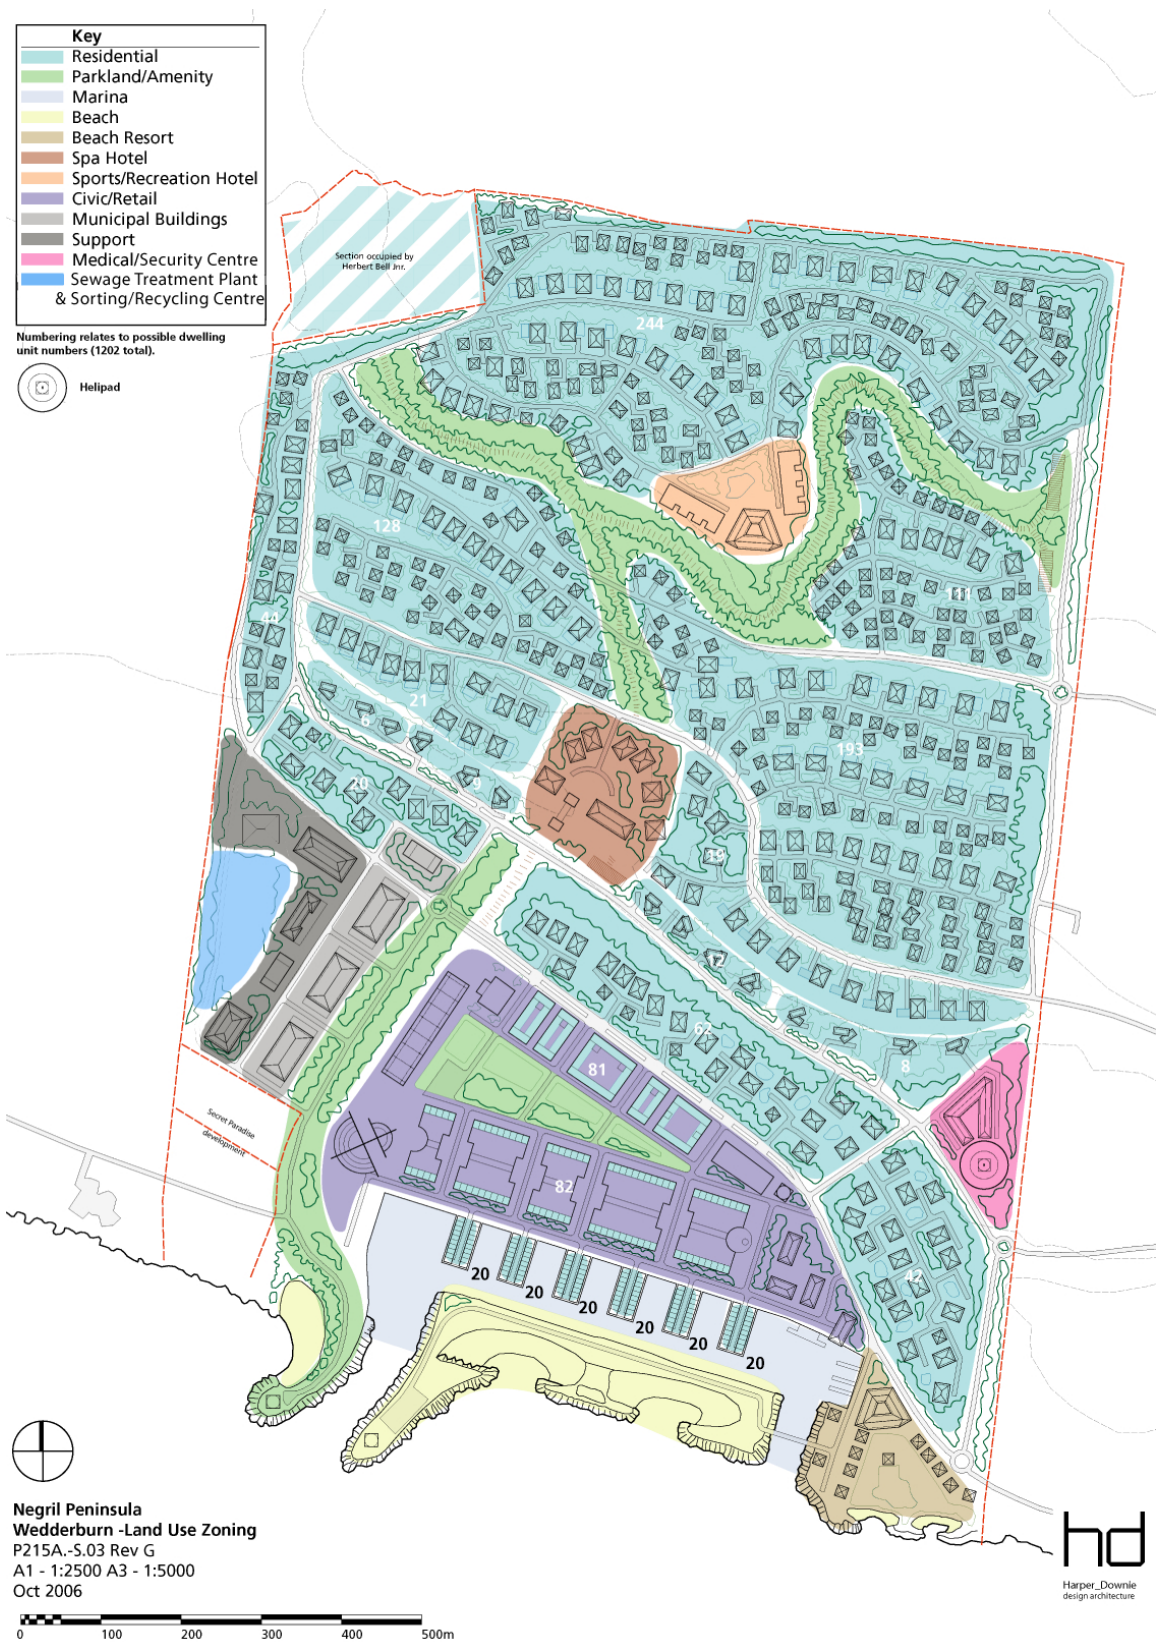 Key
Residential
Parkland/Amenity
Marina
Beach
Beach Resort
Spa Hotel
Sports/Recreation Hotel
Civic/Retail
Municipal Buildings
Support
Medical/Security Centre
Sewage Treatment Plant
& Sorting/Recycling Centre
Numbering relates to possible dwelling
unit numbers (1202 total).
Helipad
Section occupied by
Herbert Bell Jnr.
244
128
111
44
21
6
193
20
9
19
12
62
8
81
82
42
Secret Paradise
development
20
20
20
20
20
20
Negril Peninsula
Wedderburn -Land Use Zoning
P215A.-S.03 Rev G
A1 - 1:2500 A3 - 1:5000
Oct 2006
0 100 200 300 400 500m
hd
Harper_Downie
design architecture